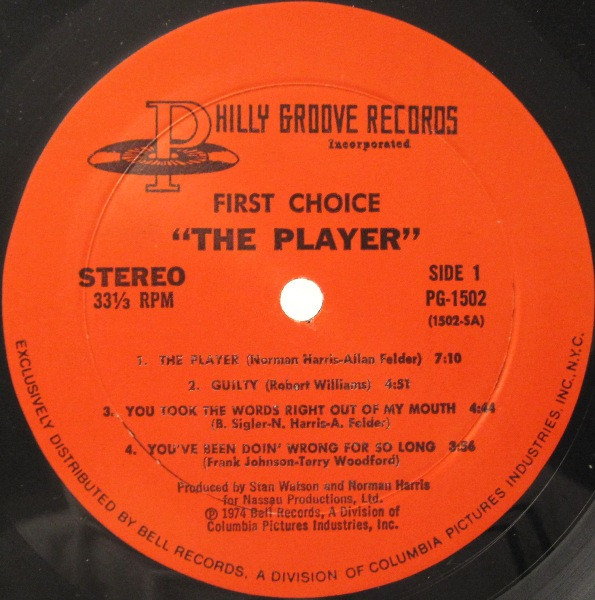 PHILLY GROOVE RECORDS
Incorporated
FIRST CHOICE
"THE PLAYER"
STEREO
33⅓ RPM
SIDE 1
PG-1502
(1502-SA)
1. THE PLAYER (Norman Harris-Allan Felder) 7:10
2. GUILTY (Robert Williams) 4:51
3. YOU TOOK THE WORDS RIGHT OUT OF MY MOUTH 4:44
(B. Sigler-N. Harris-A. Felder)
4. YOU'VE BEEN DOIN' WRONG FOR SO LONG 3:56
(Frank Johnson-Terry Woodford)
Produced by Stan Watson and Norman Harris
for Nassau Productions, Ltd.
℗ 1974 Bell Records, A Division of
Columbia Pictures Industries, Inc.
EXCLUSIVELY DISTRIBUTED BY BELL RECORDS, A DIVISION OF COLUMBIA PICTURES INDUSTRIES, INC., N.Y.C.